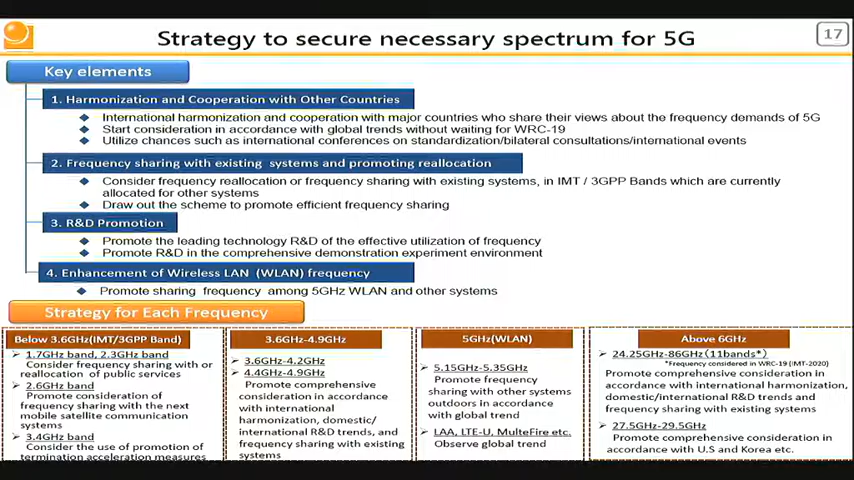 Strategy to secure necessary spectrum for 5G
17
Key elements
1. Harmonization and Cooperation with Other Countries
International harmonization and cooperation with major countries who share their views about the frequency demands of 5G
Start consideration in accordance with global trends without waiting for WRC-19
Utilize chances such as international conferences on standardization/bilateral consultations/international events
2. Frequency sharing with existing systems and promoting reallocation
Consider frequency reallocation or frequency sharing with existing systems, in IMT / 3GPP Bands which are currently
allocated for other systems
Draw out the scheme to promote efficient frequency sharing
3. R&D Promotion
Promote the leading technology R&D of the effective utilization of frequency
Promote R&D in the comprehensive demonstration experiment environment
4. Enhancement of Wireless LAN (WLAN) frequency
Promote sharing frequency among 5GHz WLAN and other systems
Strategy for Each Frequency
Below 3.6GHz(IMT/3GPP Band)
1.7GHz band, 2.3GHz band
Consider frequency sharing with or
reallocation of public services
2.6GHz band
Promote consideration of
frequency sharing with the next
mobile satellite communication
systems
3.4GHz band
Consider the use of promotion of
termination acceleration measures
3.6GHz-4.9GHz
3.6GHz-4.2GHz
4.4GHz-4.9GHz
Promote comprehensive
consideration in accordance
with international
harmonization, domestic/
international R&D trends, and
frequency sharing with existing
systems
5GHz(WLAN)
5.15GHz-5.35GHz
Promote frequency
sharing with other systems
outdoors in accordance
with global trend
LAA, LTE-U, MulteFire etc.
Observe global trend
Above 6GHz
24.25GHz-86GHz(11bands*)
*Frequency considered in WRC-19 (IMT-2020)
Promote comprehensive consideration in
accordance with international harmonization,
domestic/international R&D trends and
frequency sharing with existing systems
27.5GHz-29.5GHz
Promote comprehensive consideration in
accordance with U.S and Korea etc.